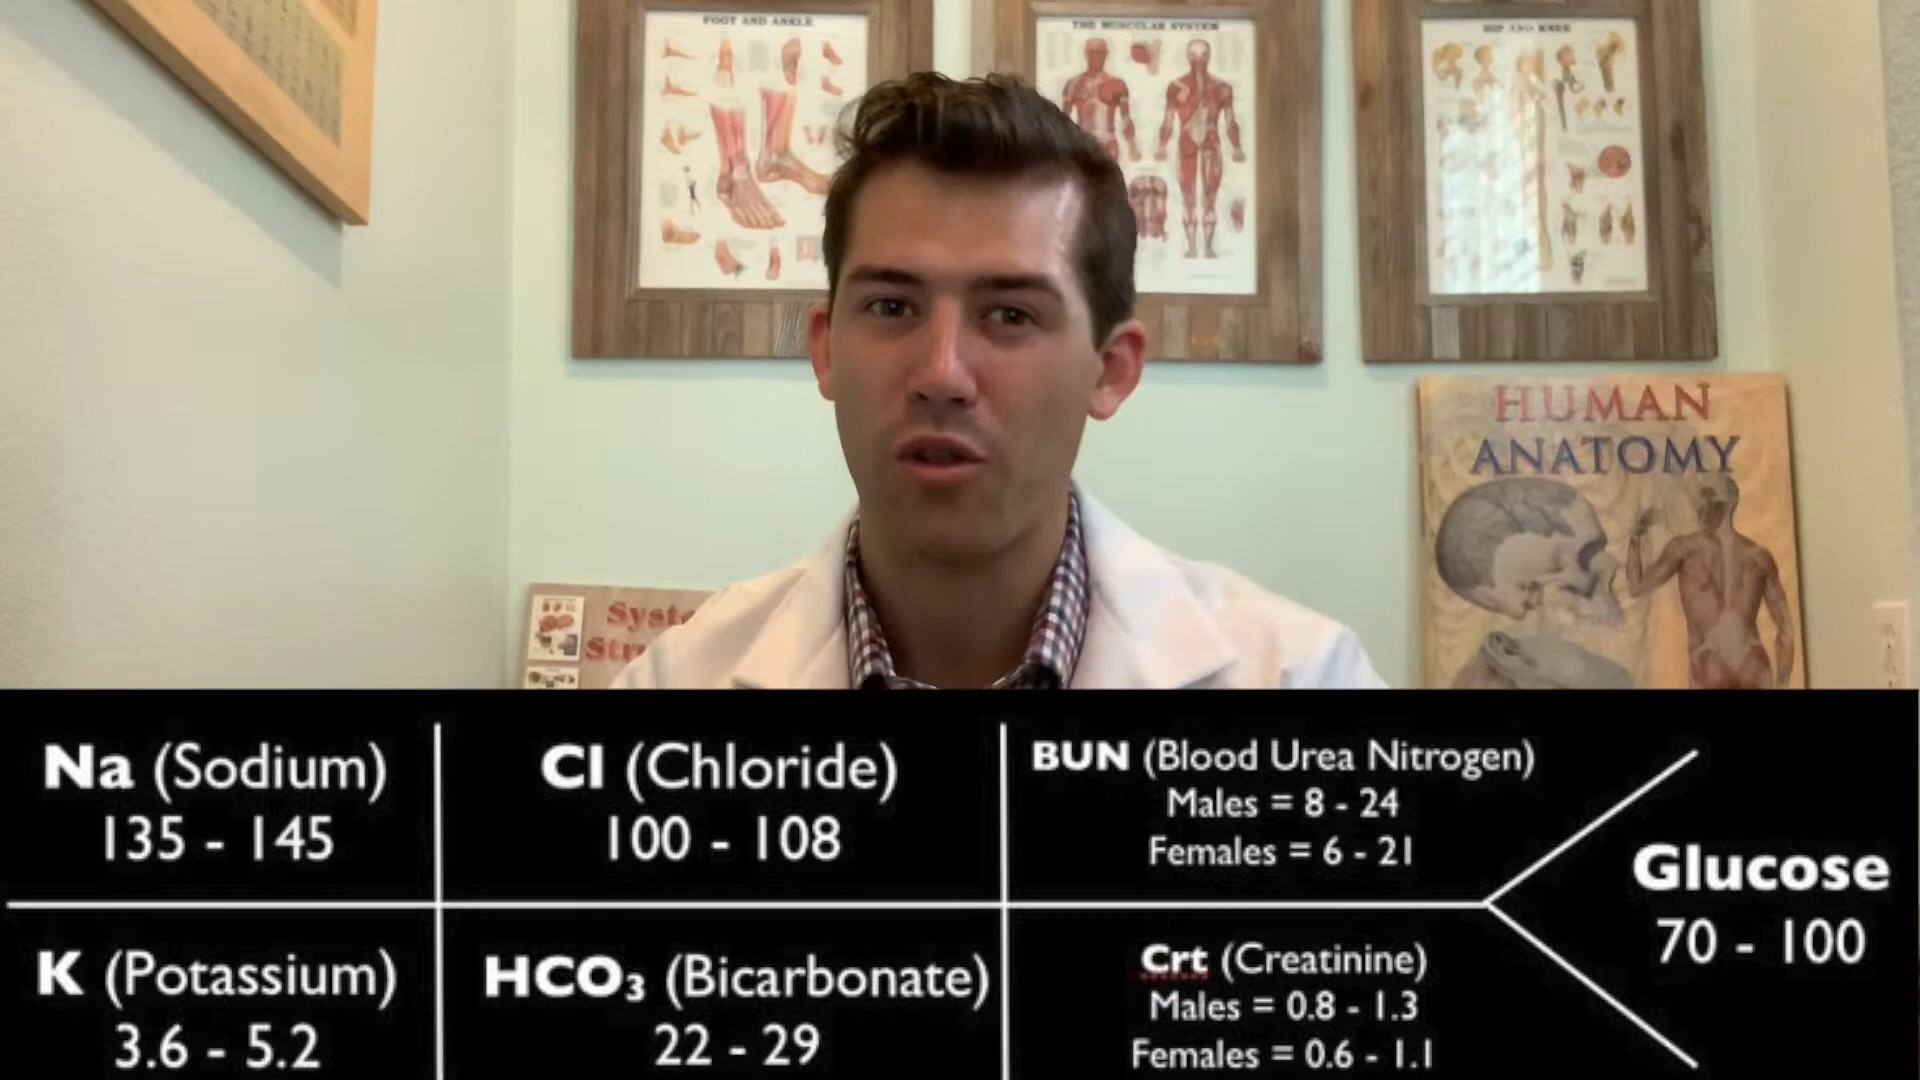 FOOT AND ANKLE
THE MUSCULAR SYSTEM
HIP AND KNEE
HUMAN
ANATOMY
Na (Sodium)
135 - 145
Cl (Chloride)
100 - 108
BUN (Blood Urea Nitrogen)
Males = 8 - 24
Females = 6 - 21
Glucose
70 - 100
K (Potassium)
3.6 - 5.2
HCO₃ (Bicarbonate)
22 - 29
Crt (Creatinine)
Males = 0.8 - 1.3
Females = 0.6 - 1.1